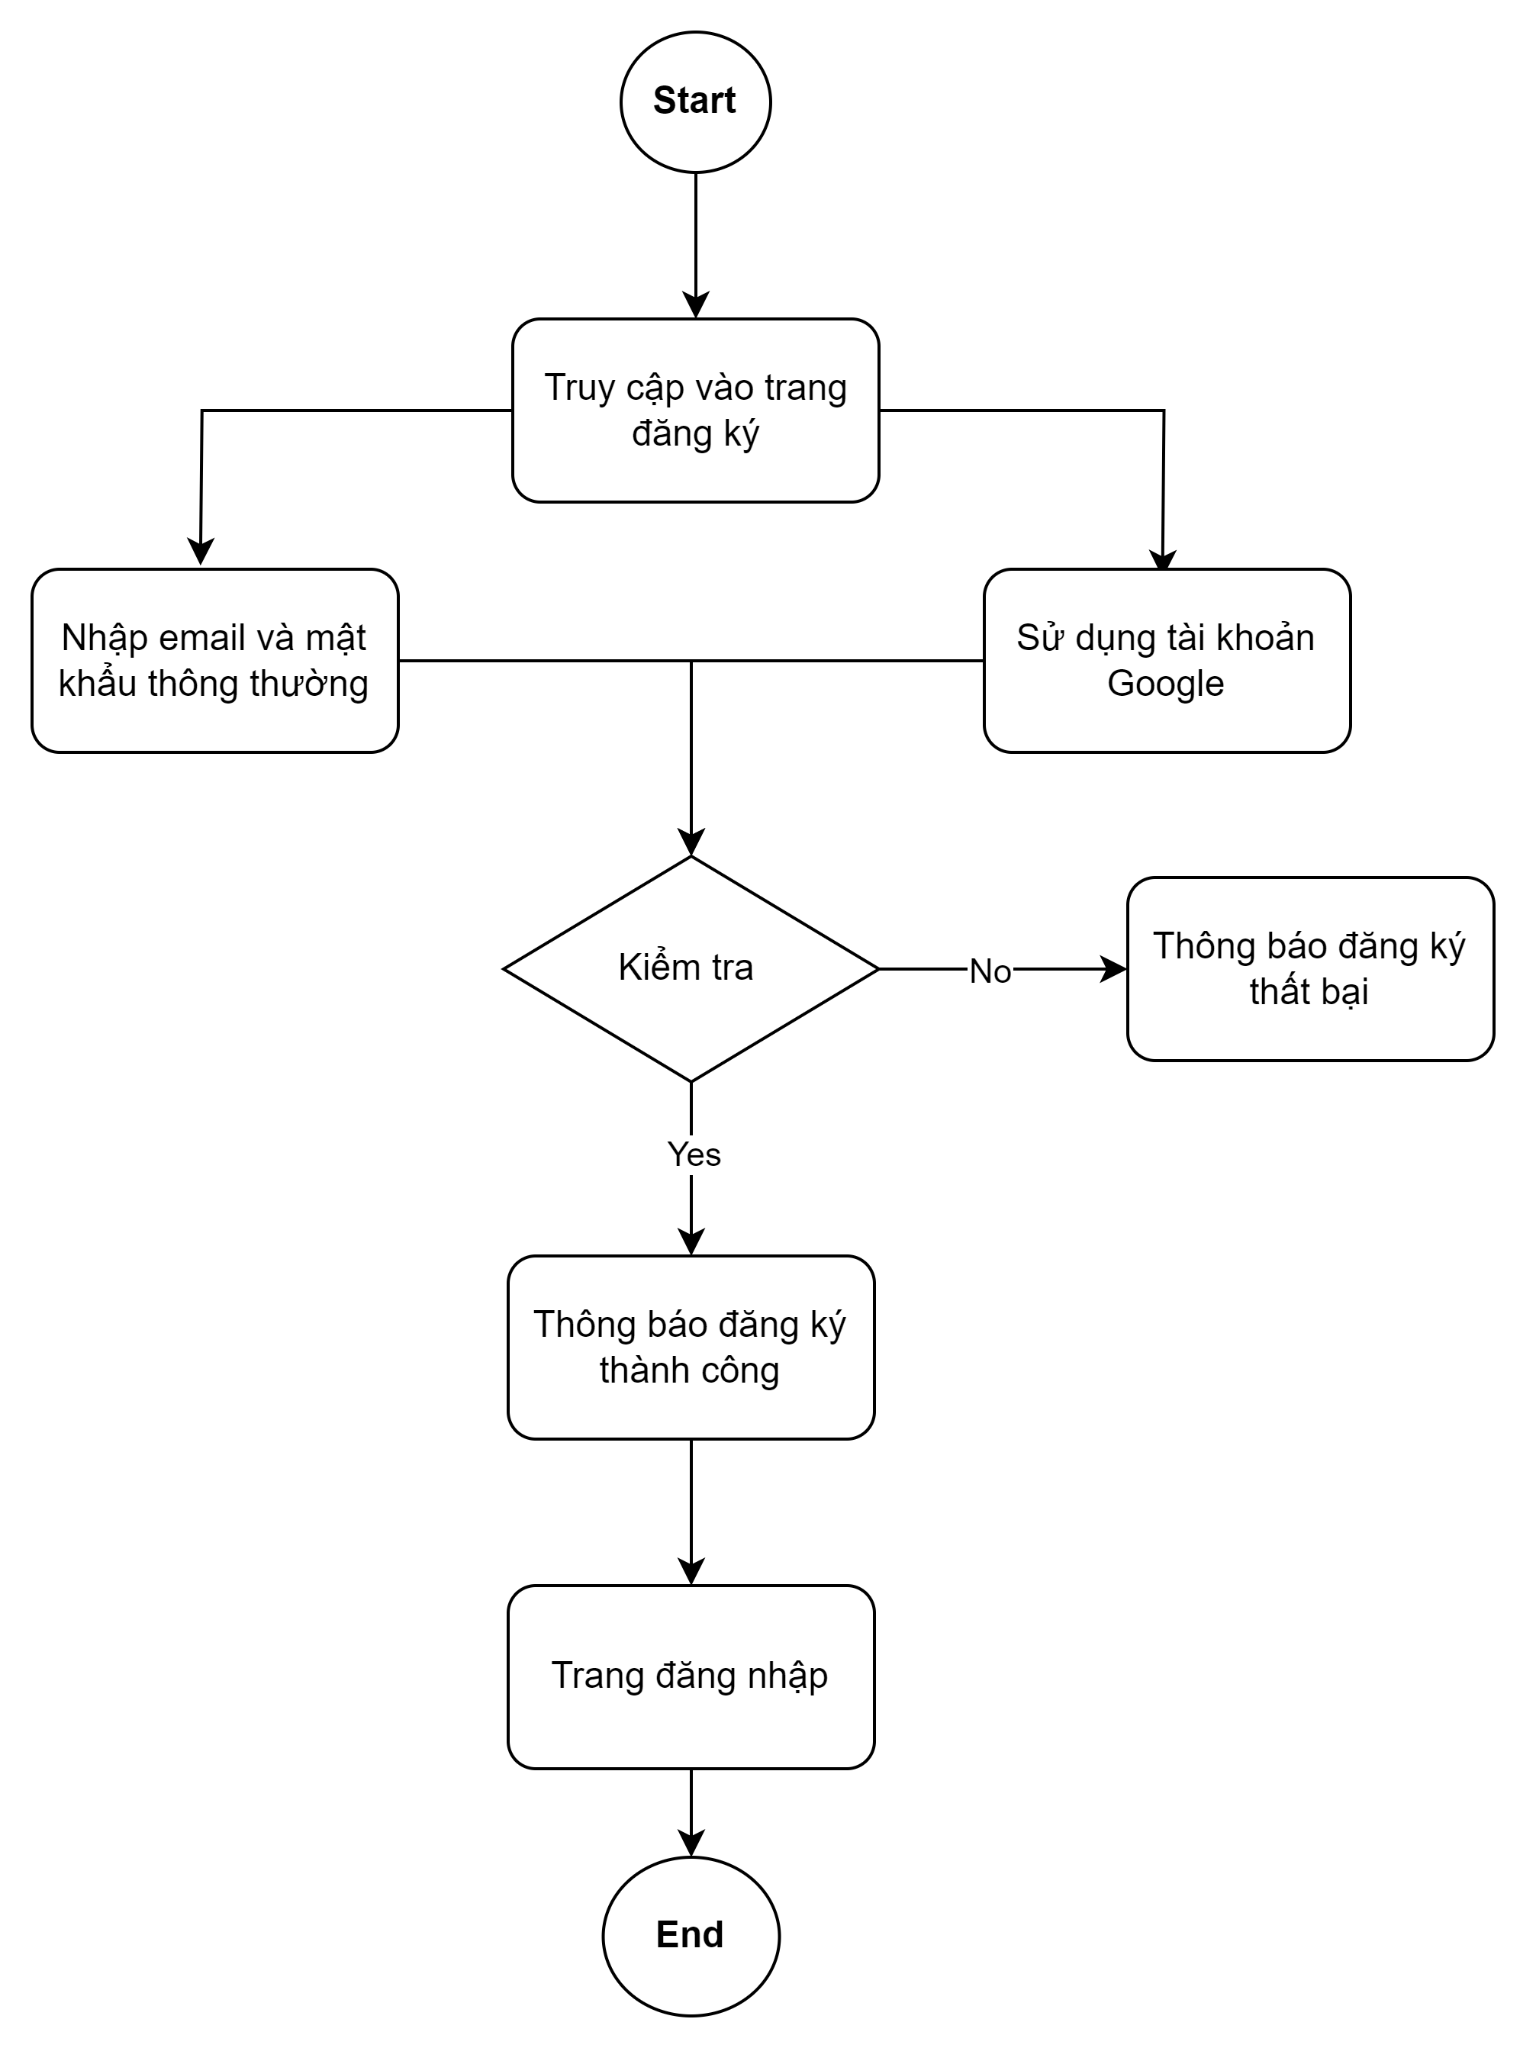 Start
Truy cập vào trang
đăng ký
Nhập email và mật
khẩu thông thường
Sử dụng tài khoản
Google
Kiểm tra
No
Thông báo đăng ký
thất bại
Yes
Thông báo đăng ký
thành công
Trang đăng nhập
End